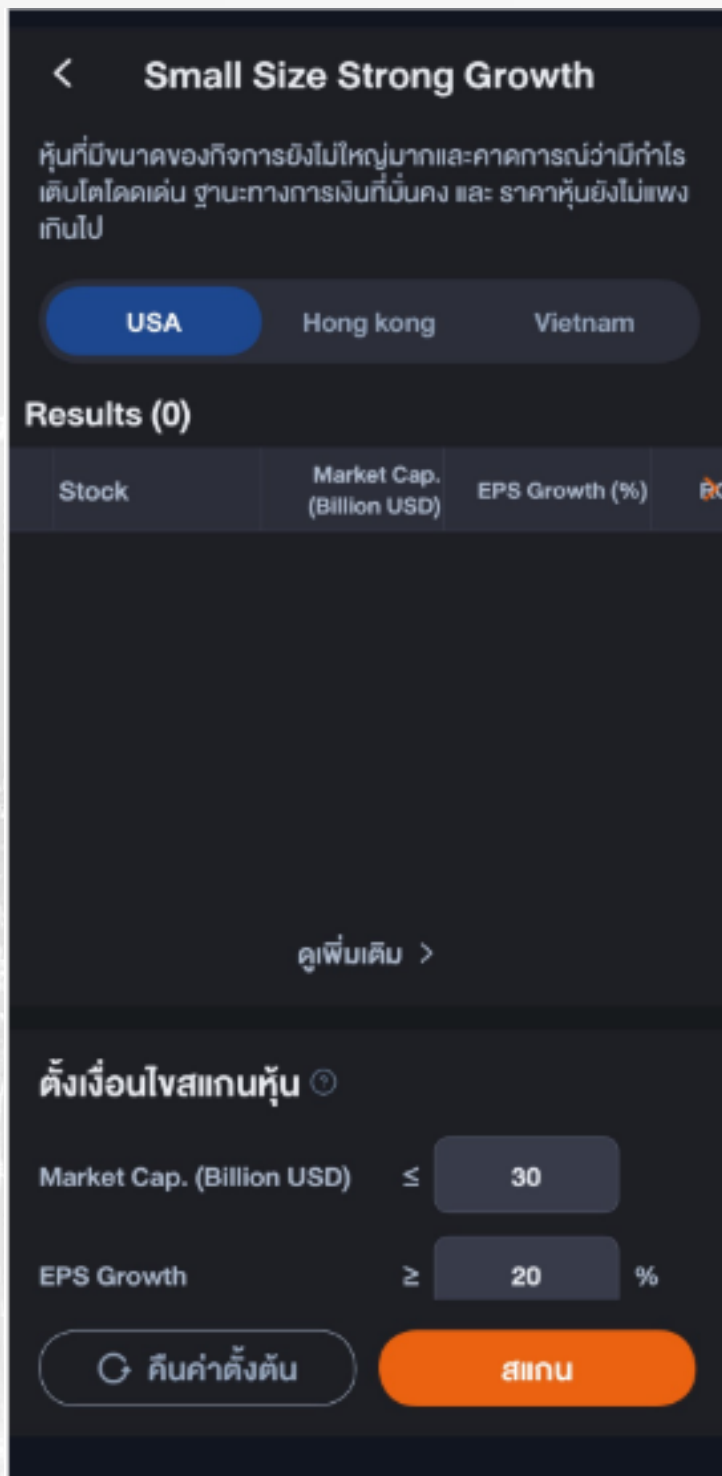 Small Size Strong Growth
หุ้นที่มีขนาดของกิจการยังไม่ใหญ่มากและคาดการณ์ว่ามีกำไร
เติบโตโดดเด่น ฐานะทางการเงินที่มั่นคง และ ราคาหุ้นยังไม่แพง
เกินไป
USA Hong kong Vietnam
Results (0)
Stock Market Cap. (Billion USD) EPS Growth (%)
ดูเพิ่มเติม >
ตั้งเงื่อนไขสแกนหุ้น
Market Cap. (Billion USD) ≤ 30
EPS Growth ≥ 20 %
คืนค่าตั้งต้น สแกน